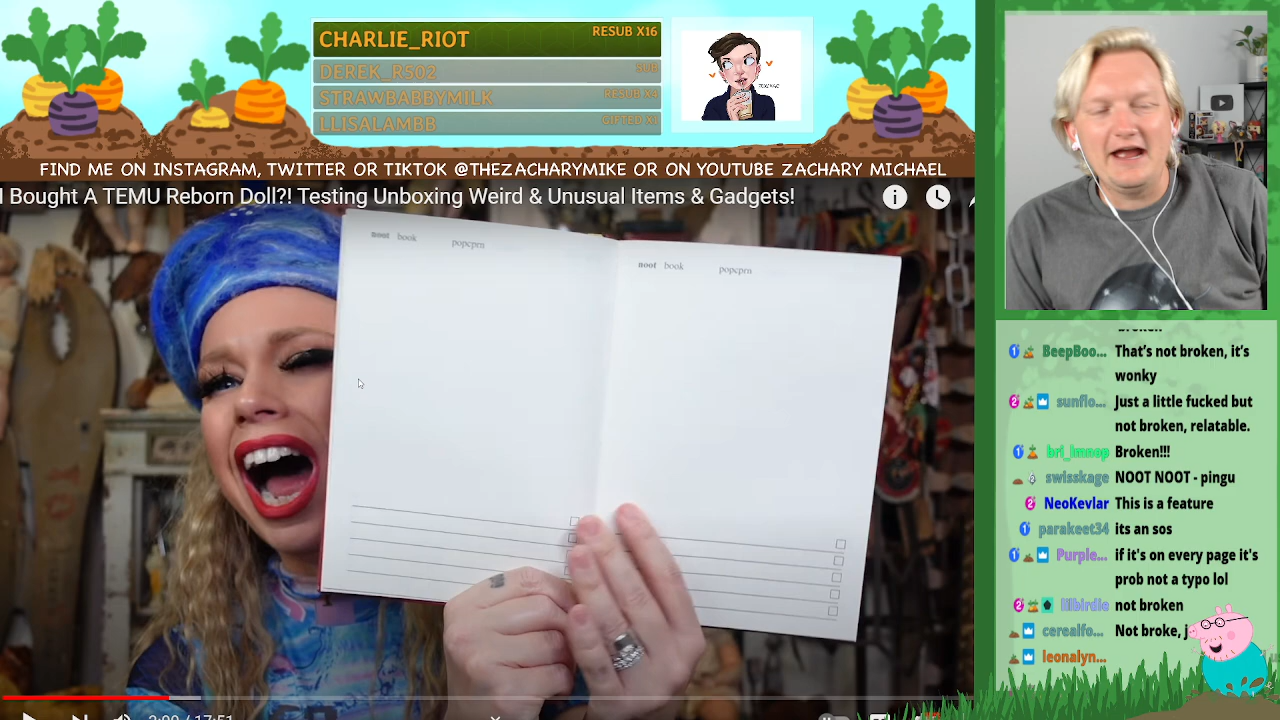 CHARLIE_RIOT RESUB X16
DEREK_RS02 SUB
STRAWBABBYMILK RESUB X4
LLISALAMBB GIFTED X1
FIND ME ON INSTAGRAM, TWITTER OR TIKTOK @THEZACHARYMIKE OR ON YOUTUBE ZACHARY MICHAEL
I Bought A TEMU Reborn Doll?! Testing Unboxing Weird & Unusual Items & Gadgets!
noot book popcprn
noot book popcprn
BeepBoo... That's not broken, it's
wonky
sunflo... Just a little fucked but
not broken, relatable.
bri_lmnop Broken!!!
swisskage NOOT NOOT - pingu
NeoKevlar This is a feature
parakeet34 its an sos
Purple... if it's on every page it's
prob not a typo lol
lilbirdie not broken
cerealfo... Not broke, j
leonalyn...